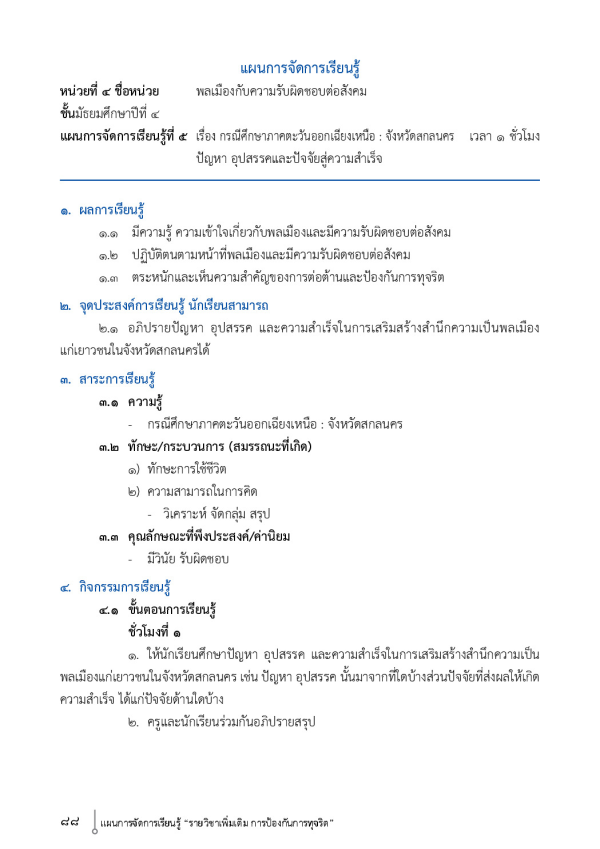 แผนการจัดการเรียนรู้
หน่วยที่ ๔ ชื่อหน่วย พลเมืองกับความรับผิดชอบต่อสังคม
ชั้นมัธยมศึกษาปีที่ ๔
แผนการจัดการเรียนรู้ที่ ๕ เรื่อง กรณีศึกษาภาคตะวันออกเฉียงเหนือ : จังหวัดสกลนคร เวลา ๑ ชั่วโมง
ปัญหา อุปสรรคและปัจจัยสู่ความสำเร็จ
๑. ผลการเรียนรู้
๑.๑ มีความรู้ ความเข้าใจเกี่ยวกับพลเมืองและมีความรับผิดชอบต่อสังคม
๑.๒ ปฏิบัติตนตามหน้าที่พลเมืองและมีความรับผิดชอบต่อสังคม
๑.๓ ตระหนักและเห็นความสำคัญของการต่อต้านและป้องกันการทุจริต
๒. จุดประสงค์การเรียนรู้ นักเรียนสามารถ
๒.๑ อภิปรายปัญหา อุปสรรค และความสำเร็จในการเสริมสร้างสำนึกความเป็นพลเมือง
แก่เยาวชนในจังหวัดสกลนครได้
๓. สาระการเรียนรู้
๓.๑ ความรู้
- กรณีศึกษาภาคตะวันออกเฉียงเหนือ : จังหวัดสกลนคร
๓.๒ ทักษะ/กระบวนการ (สมรรถนะที่เกิด)
๑) ทักษะการใช้ชีวิต
๒) ความสามารถในการคิด
- วิเคราะห์ จัดกลุ่ม สรุป
๓.๓ คุณลักษณะที่พึงประสงค์/ค่านิยม
- มีวินัย รับผิดชอบ
๔. กิจกรรมการเรียนรู้
๔.๑ ขั้นตอนการเรียนรู้
ชั่วโมงที่ ๑
๑. ให้นักเรียนศึกษาปัญหา อุปสรรค และความสำเร็จในการเสริมสร้างสำนึกความเป็น
พลเมืองแก่เยาวชนในจังหวัดสกลนคร เช่น ปัญหา อุปสรรค นั้นมาจากที่ใดบ้างส่วนปัจจัยที่ส่งผลให้เกิด
ความสำเร็จ ได้แก่ปัจจัยด้านใดบ้าง
๒. ครูและนักเรียนร่วมกันอภิปรายสรุป
๘๘ แผนการจัดการเรียนรู้ “รายวิชาเพิ่มเติม การป้องกันการทุจริต”